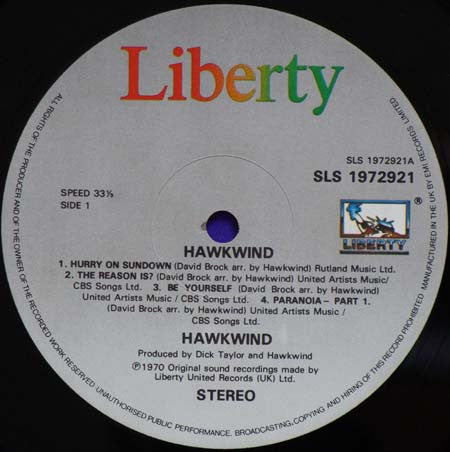 Liberty
SLS 1972921A
SLS 1972921
SPEED 33⅓
SIDE 1
®
LIBERTY
HAWKWIND
1. HURRY ON SUNDOWN (David Brock arr. by Hawkwind) Rutland Music Ltd.
2. THE REASON IS? (David Brock arr. by Hawkwind) United Artists Music/
CBS Songs Ltd. 3. BE YOURSELF (David Brock arr. by Hawkwind)
United Artists Music / CBS Songs Ltd. 4. PARANOIA – PART 1.
(David Brock arr. by Hawkwind) United Artists Music /
CBS Songs Ltd.
HAWKWIND
Produced by Dick Taylor and Hawkwind
Ⓟ1970 Original sound recordings made by
Liberty United Records (UK) Ltd.
STEREO
ALL RIGHTS OF THE PRODUCER AND OF THE OWNER OF THE RECORDED WORK RESERVED. UNAUTHORISED PUBLIC PERFORMANCE, BROADCASTING, COPYING AND HIRING OF THIS RECORD PROHIBITED. MANUFACTURED IN THE UK BY EMI RECORDS LIMITED